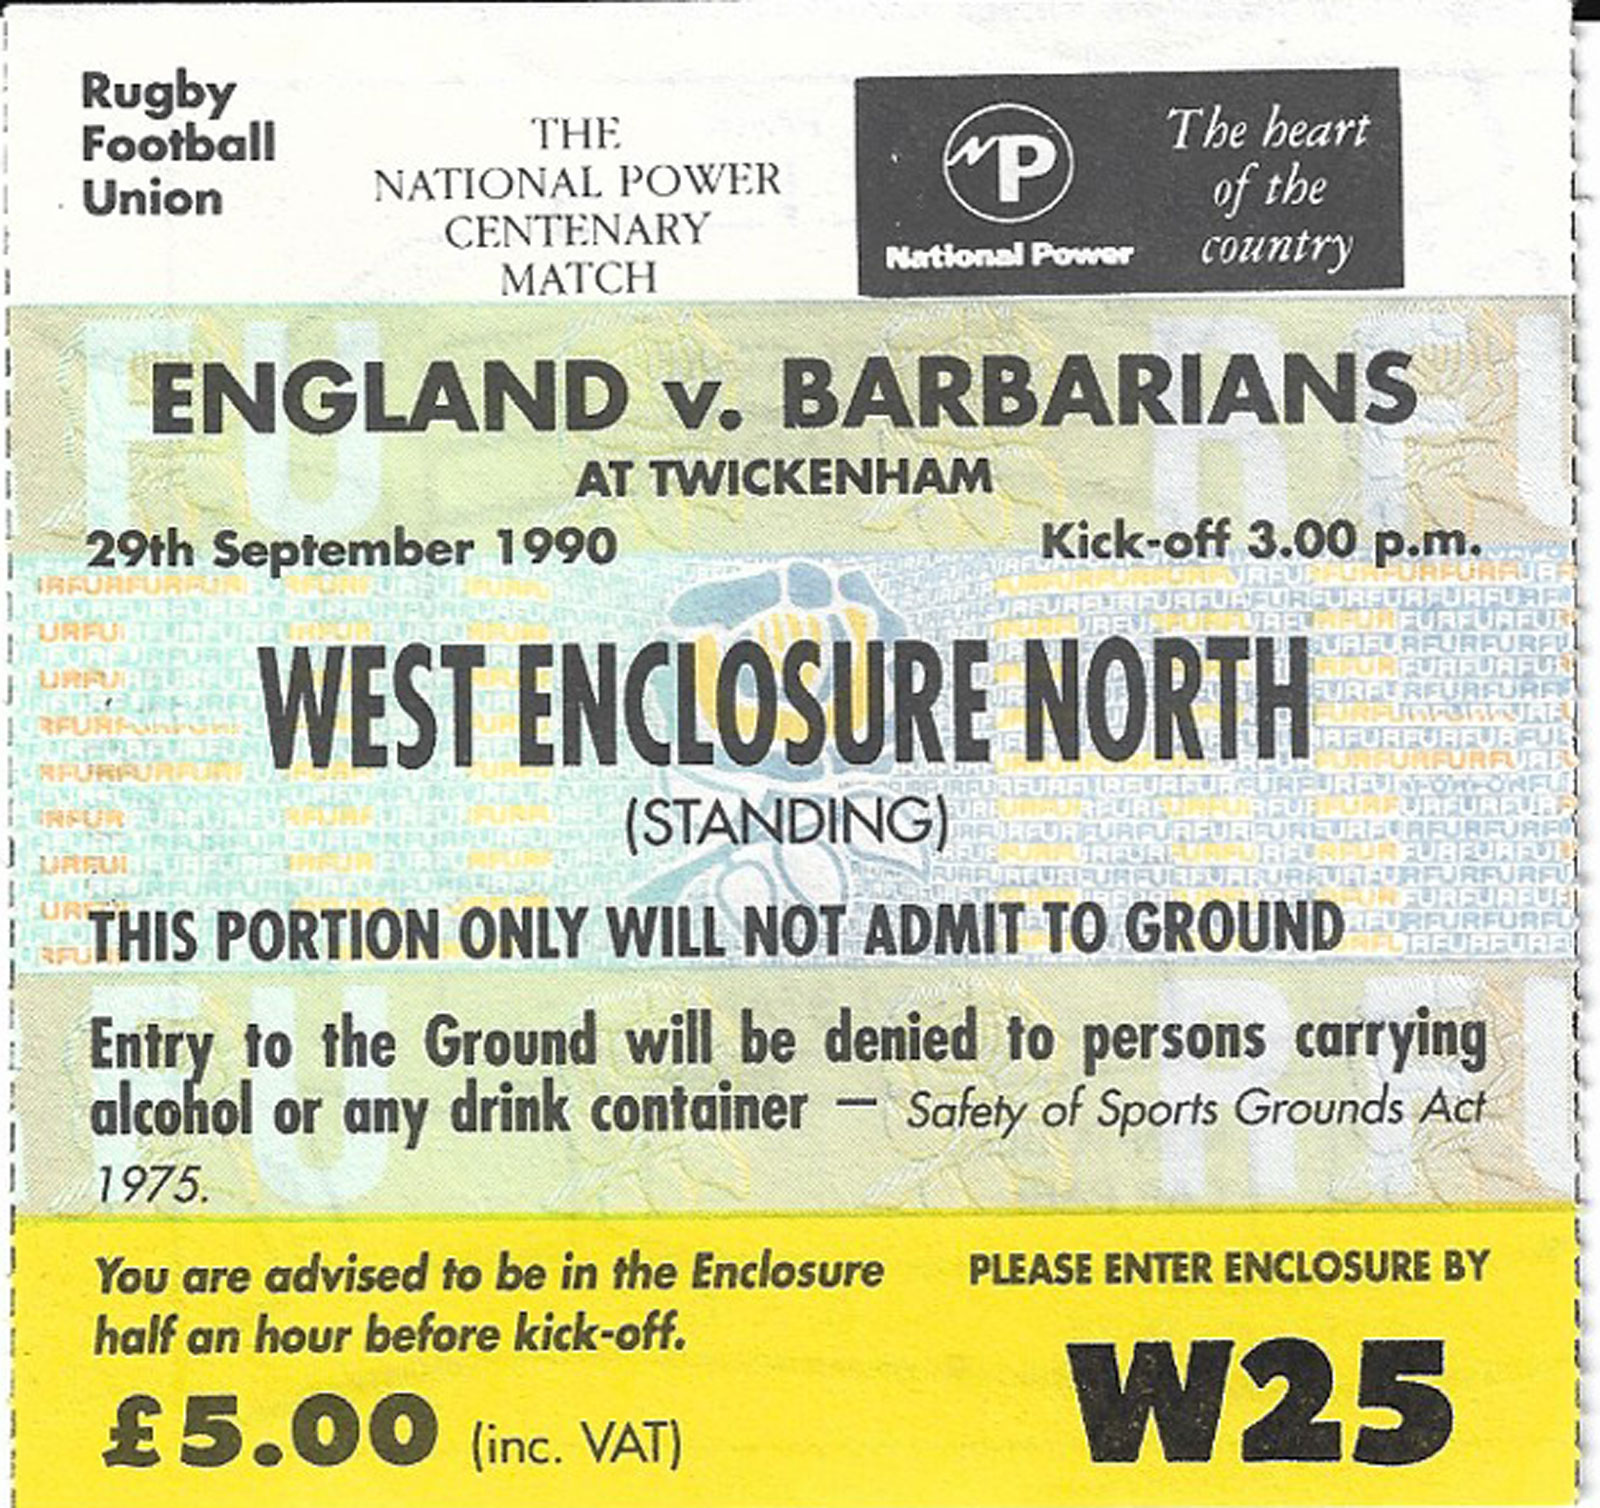 Rugby
Football
Union
THE
NATIONAL POWER
CENTENARY
MATCH
NP
National Power
The heart
of the
country
ENGLAND v. BARBARIANS
AT TWICKENHAM
29th September 1990 Kick-off 3.00 p.m.
WEST ENCLOSURE NORTH
(STANDING)
THIS PORTION ONLY WILL NOT ADMIT TO GROUND
Entry to the Ground will be denied to persons carrying
alcohol or any drink container — Safety of Sports Grounds Act
1975.
You are advised to be in the Enclosure
half an hour before kick-off.
£5.00 (inc. VAT)
PLEASE ENTER ENCLOSURE BY
W25